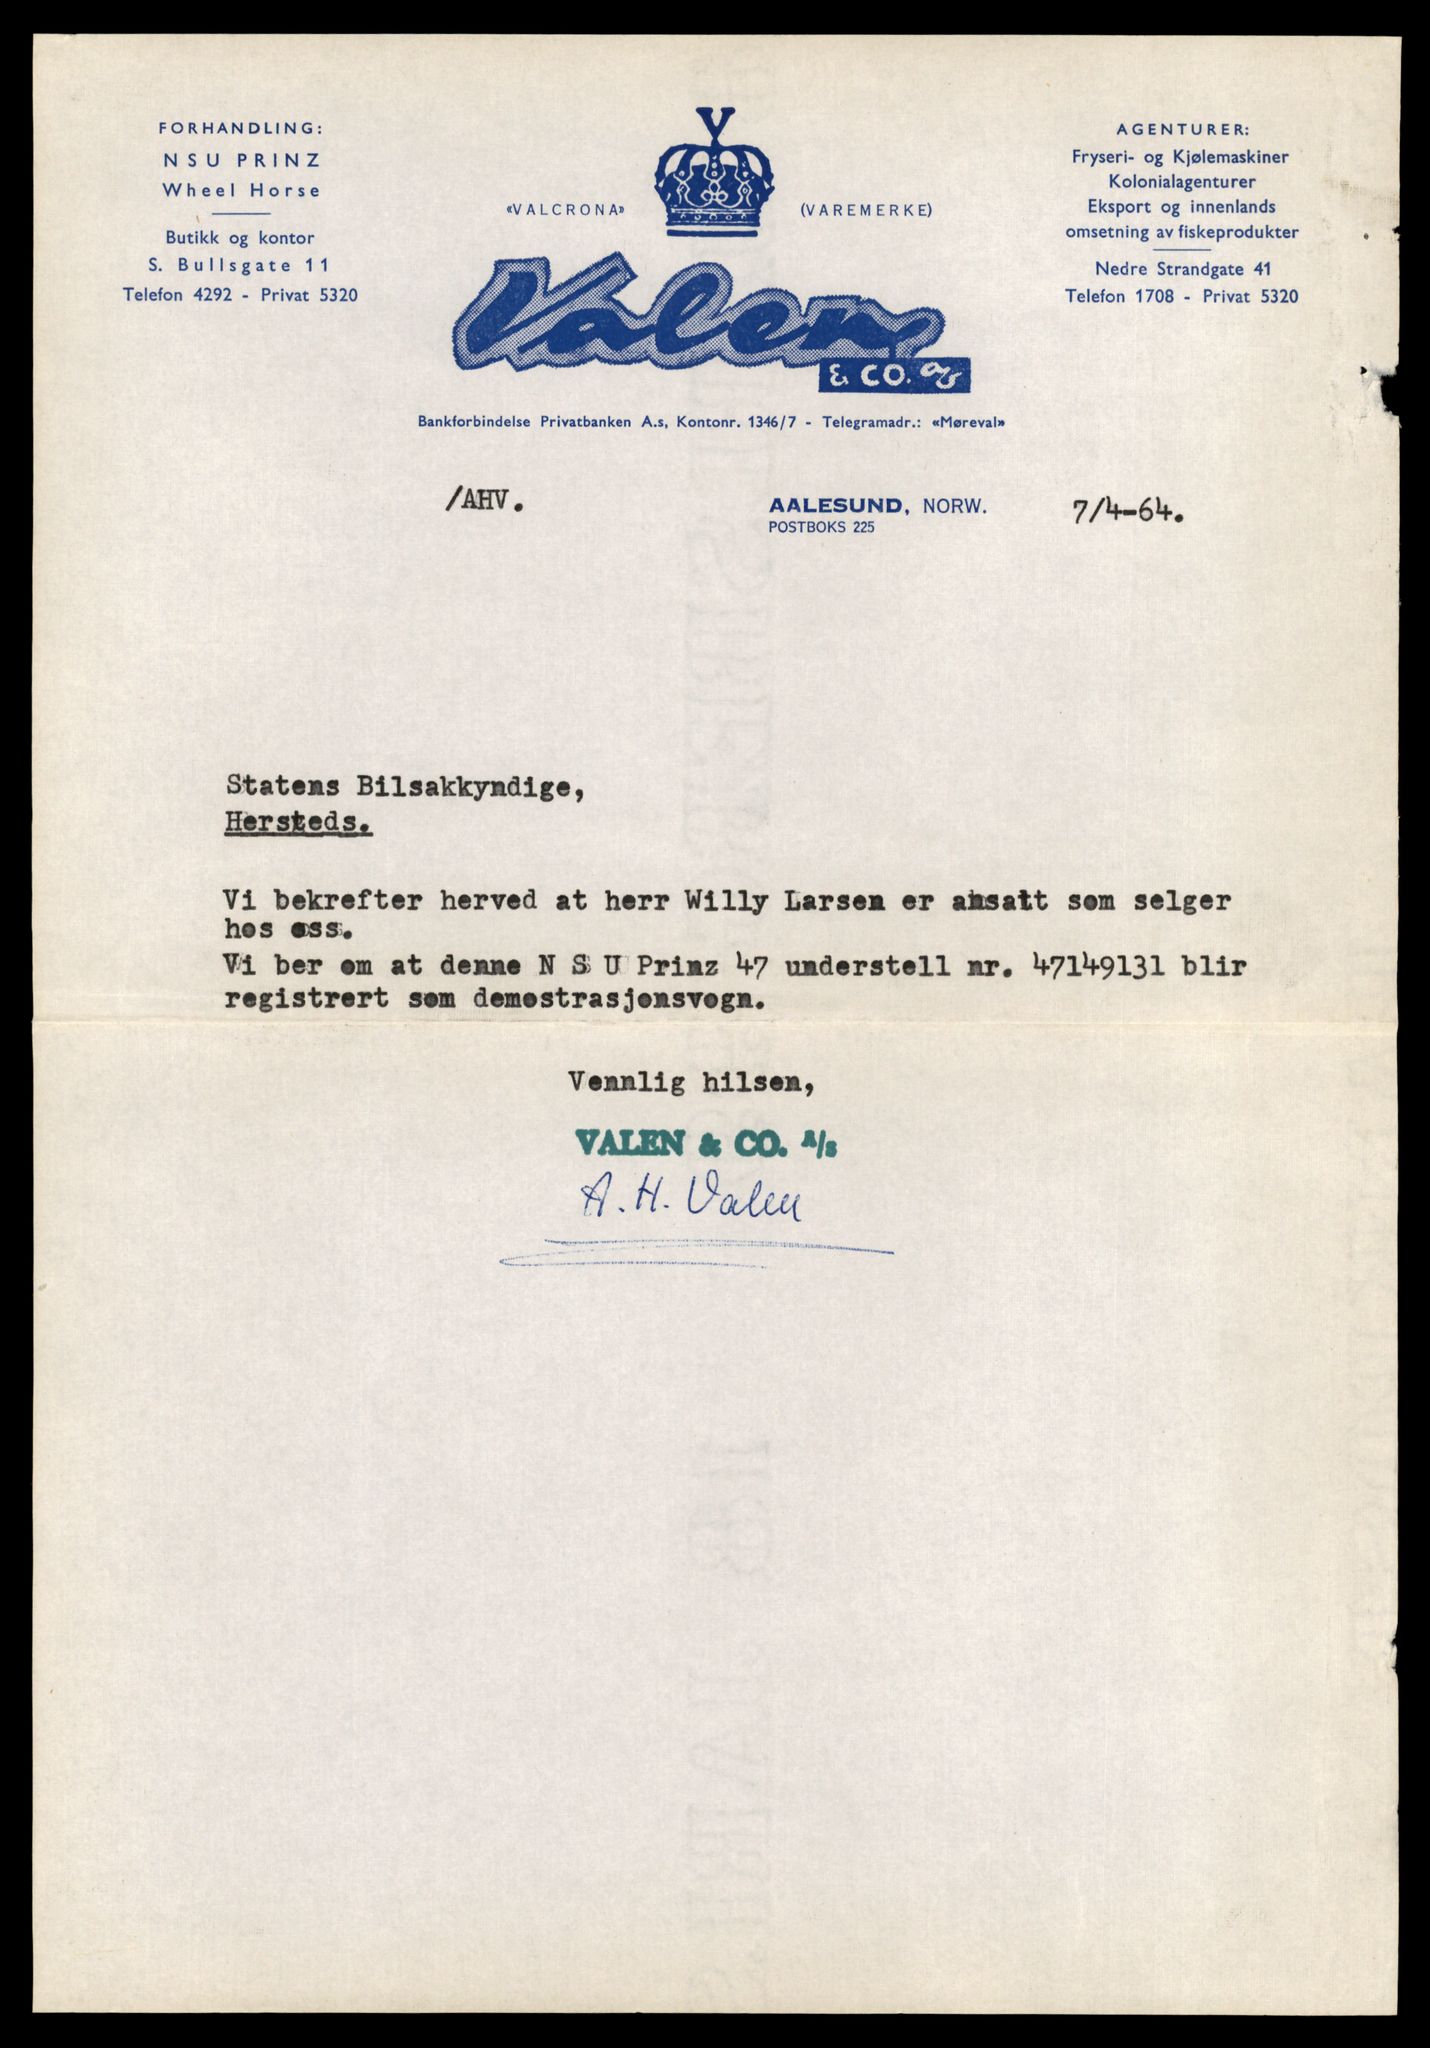 FORHANDLING:
NSU PRINZ
Wheel Horse
Butikk og kontor
S. Bullsgate 11
Telefon 4292 - Privat 5320
V
«VALCRONA» (VAREMERKE)
Valen
& CO. as
AGENTURER:
Fryseri- og Kjølemaskiner
Kolonialagenturer
Eksport og innenlands
omsetning av fiskeprodukter
Nedre Strandgate 41
Telefon 1708 - Privat 5320
Bankforbindelse Privatbanken A.s, Kontonr. 1346/7 - Telegramadr.: «Møreval»
/AHV. AALESUND, NORW. 7/4-64.
POSTBOKS 225
Statens Bilsakkyndige,
Hersteds.
Vi bekrefter herved at herr Willy Larsen er ansatt som selger
hos oss.
Vi ber om at denne N S U Prinz 47 understell nr. 47149131 blir
registrert som demostrasjonsvogn.
Vennlig hilsen,
VALEN & CO. A/s
A. H. Valen